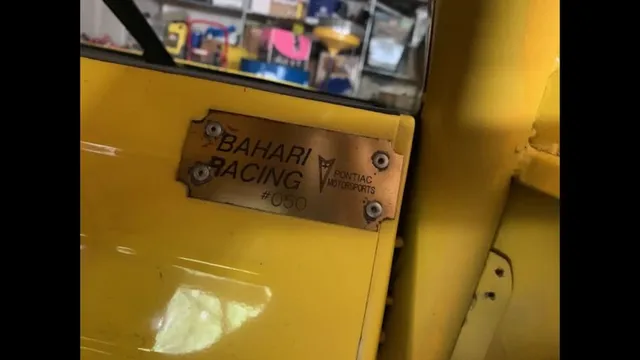 BAHARI
RACING
#050
PONTIAC
MOTORSPORTS